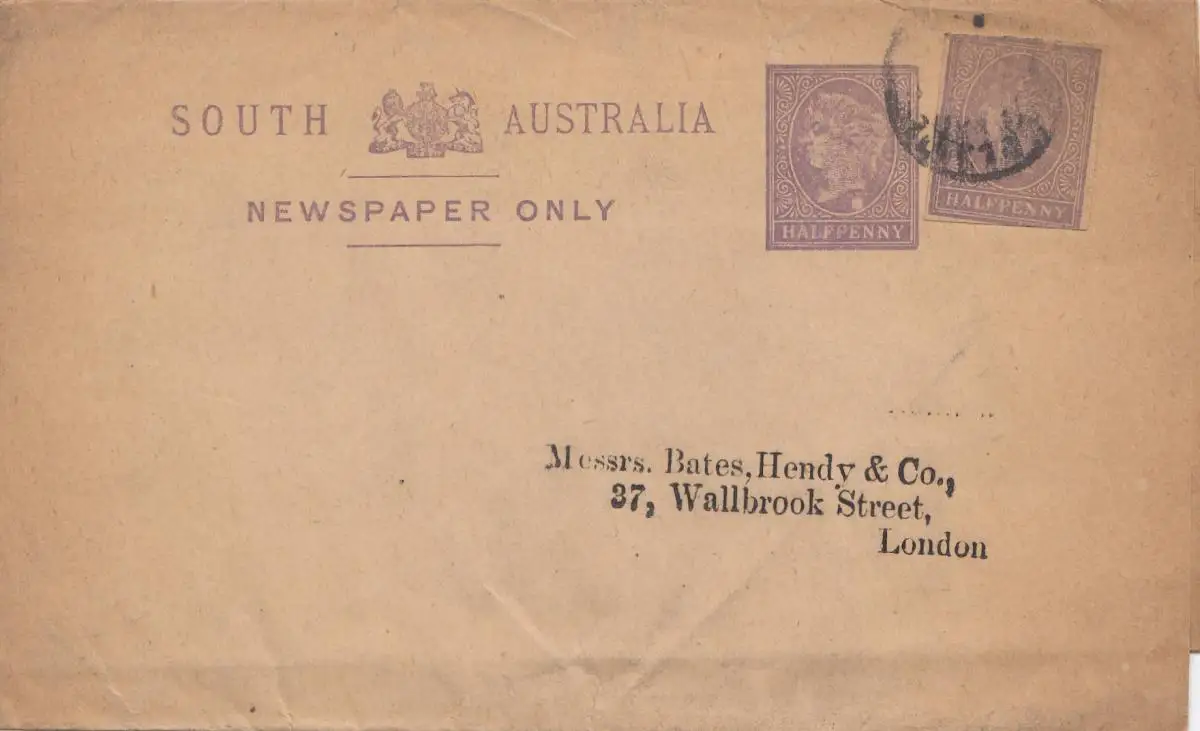 SOUTH AUSTRALIA
NEWSPAPER ONLY
HALFPENNY
HALFPENNY
Messrs. Bates, Hendy & Co.,
37, Wallbrook Street,
London